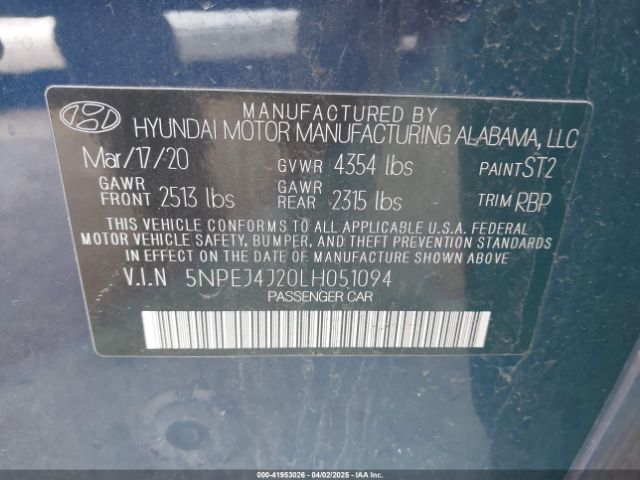 MANUFACTURED BY
HYUNDAI MOTOR MANUFACTURING ALABAMA, LLC
Mar/17/20 GVWR 4354 lbs PAINT ST2
GAWR FRONT 2513 lbs GAWR REAR 2315 lbs TRIM RBP
THIS VEHICLE CONFORMS TO ALL APPLICABLE U.S.A. FEDERAL
MOTOR VEHICLE SAFETY, BUMPER, AND THEFT PREVENTION STANDARDS
IN EFFECT ON THE DATE OF MANUFACTURE SHOWN ABOVE
V.I.N 5NPEJ4J20LH051094
PASSENGER CAR
000-41953026 - 04/02/2025 - WWW.IAAI.COM